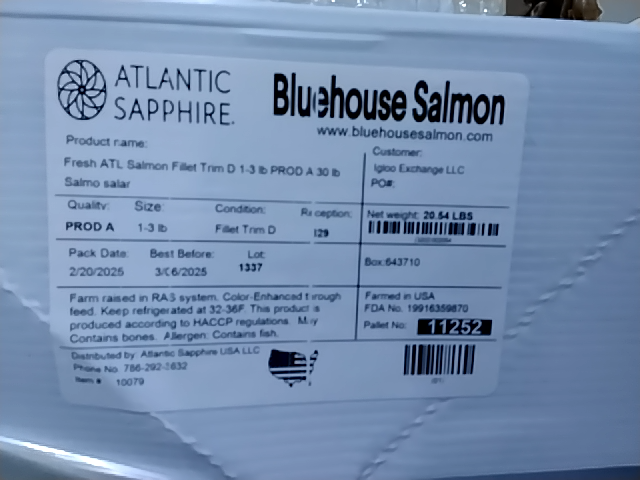 ATLANTIC
SAPPHIRE.
Bluehouse Salmon
www.bluehousesalmon.com
Product name:
Fresh ATL Salmon Fillet Trim D 1-3 lb PROD A 30 lb
Salmo salar
Customer:
Igloo Exchange LLC
PO#:
Quality: Size: Condition: Reception:
PROD A 1-3 lb Fillet Trim D 129
Net weight: 20.54 LBS
Pack Date: Best Before: Lot:
2/20/2025 3/06/2025 1337
Box:643710
Farm raised in RAS system. Color-Enhanced through
feed. Keep refrigerated at 32-36F. This product is
produced according to HACCP regulations. May
Contains bones. Allergen: Contains fish.
Farmed in USA
FDA No. 19916359870
Pallet No: 11252
Distributed by: Atlantic Sapphire USA LLC
Phone No. 786-292-
Item # 10079